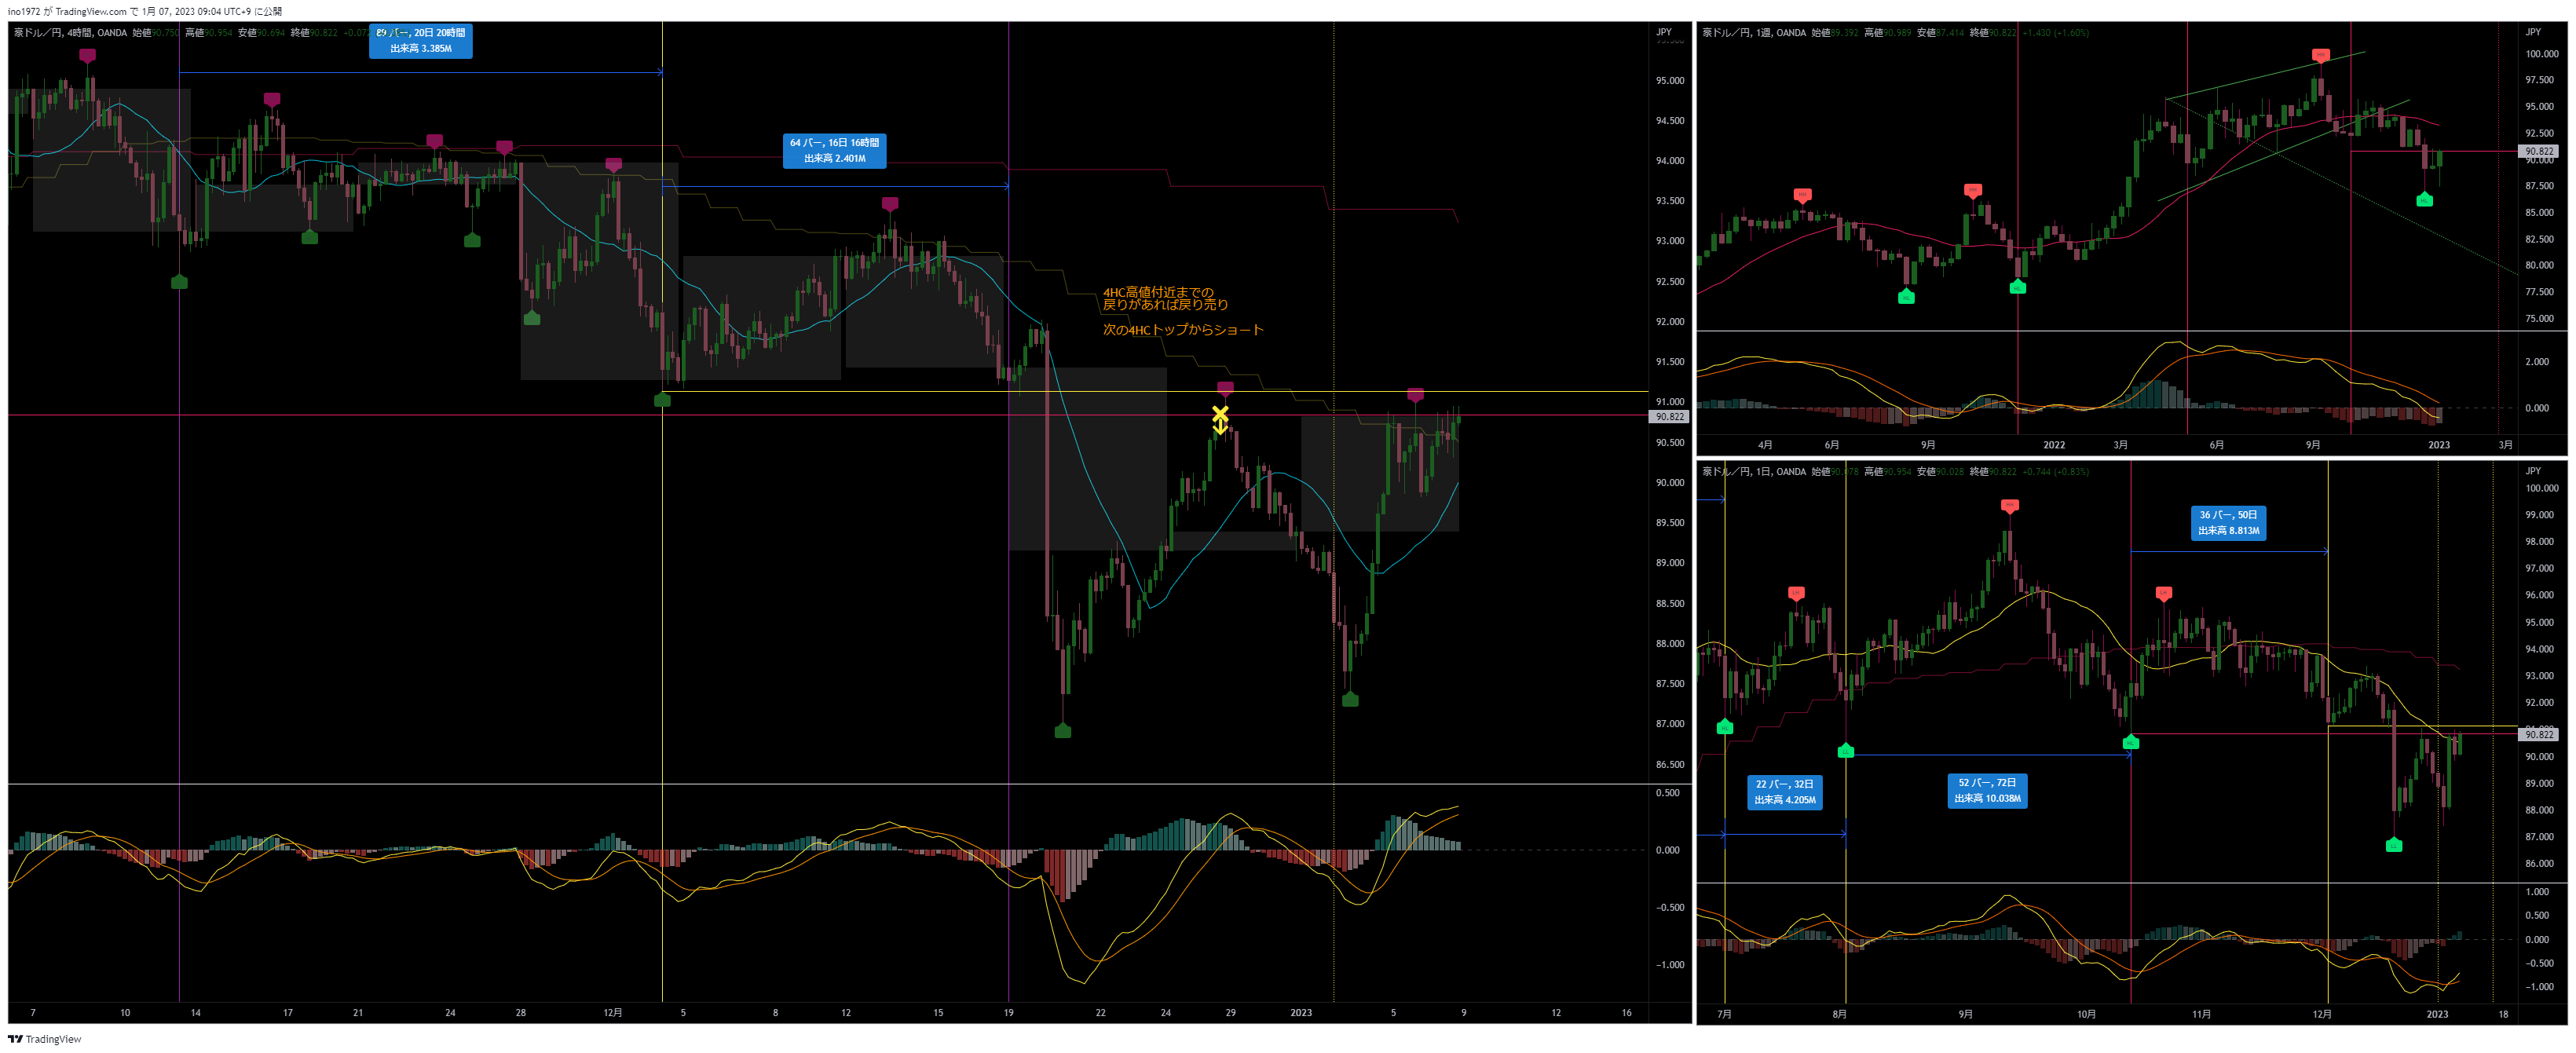 ino1972 が TradingView.com で 1月 07, 2023 09:04 UTC+9 に公開
豪ドル／円, 4時間, OANDA 始値90.750 高値90.954 安値90.694 終値90.822
89 バー, 20日 20時間
出来高 3.385M
64 バー, 16日 16時間
出来高 2.401M
4HC高値付近までの
戻りがあれば戻り売り
次の4HCトップからショート
JPY
95.000
94.500
94.000
93.500
93.000
92.500
92.000
91.500
91.000
90.822
90.500
90.000
89.500
89.000
88.500
88.000
87.500
87.000
86.500
0.500
0.000
−0.500
−1.000
7 10 14 17 21 24 28 12月 5 8 12 15 19 22 24 29 2023 5 9 12 16
豪ドル／円, 1週, OANDA 始値89.392 高値90.989 安値87.414 終値90.822 +1.430 (+1.60%)
JPY
100.000
97.500
95.000
92.500
90.822
90.000
87.500
85.000
82.500
80.000
77.500
75.000
2.000
0.000
4月 6月 9月 2022 3月 6月 9月 2023 3月
豪ドル／円, 1日, OANDA 始値90.078 高値90.954 安値90.028 終値90.822 +0.744 (+0.83%)
36 バー, 50日
出来高 8.813M
22 バー, 32日
出来高 4.205M
52 バー, 72日
出来高 10.038M
JPY
100.000
99.000
98.000
97.000
96.000
95.000
94.000
93.000
92.000
91.000
90.822
90.000
89.000
88.000
87.000
86.000
1.000
0.500
0.000
−0.500
−1.000
7月 8月 9月 10月 11月 12月 2023 18
TradingView